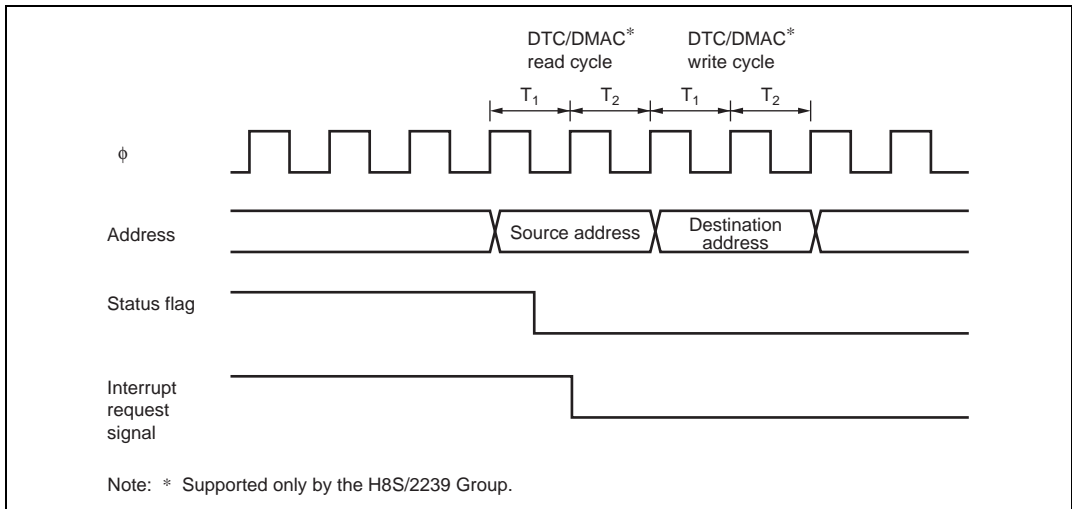 DTC/DMAC* DTC/DMAC*
read cycle write cycle
T1 T2 T1 T2
ϕ
Address Source address Destination address
Status flag
Interrupt
request
signal
Note: * Supported only by the H8S/2239 Group.